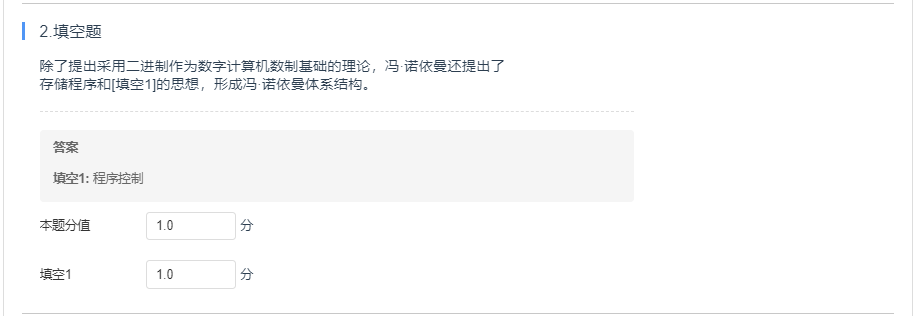 2.填空题
除了提出采用二进制作为数字计算机数制基础的理论，冯·诺依曼还提出了
存储程序和[填空1]的思想，形成冯·诺依曼体系结构。
答案
填空1: 程序控制
本题分值 1.0 分
填空1 1.0 分